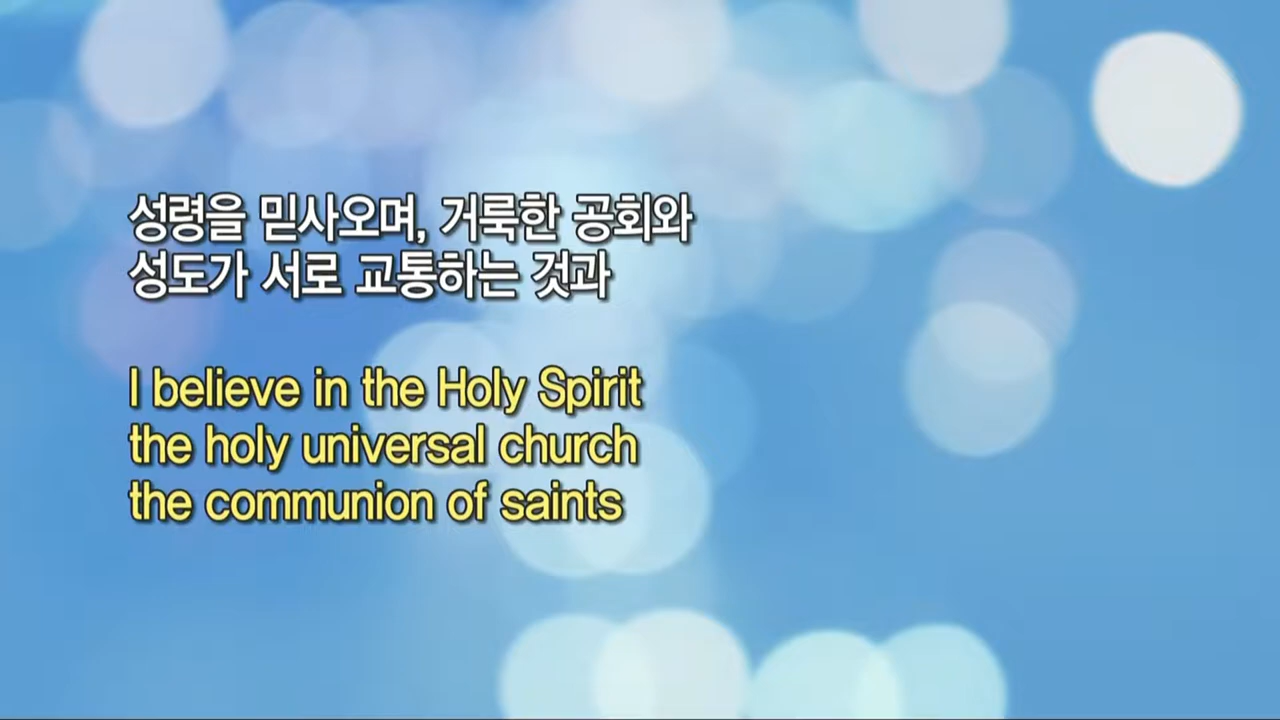 성령을 믿사오며, 거룩한 공회와
성도가 서로 교통하는 것과
I believe in the Holy Spirit
the holy universal church
the communion of saints